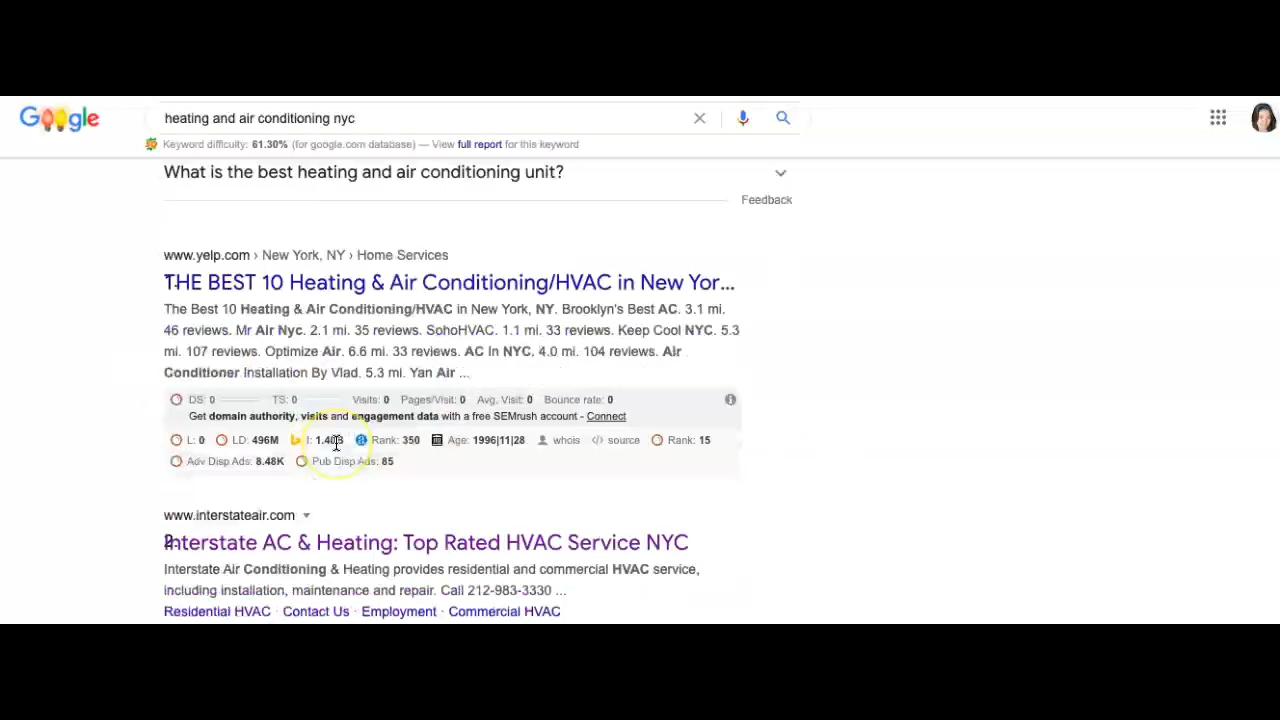 Google
heating and air conditioning nyc
Keyword difficulty: 61.30% (for google.com database) — View full report for this keyword
What is the best heating and air conditioning unit?
Feedback
www.yelp.com › New York, NY › Home Services
THE BEST 10 Heating & Air Conditioning/HVAC in New Yor...
The Best 10 Heating & Air Conditioning/HVAC in New York, NY. Brooklyn's Best AC. 3.1 mi.
46 reviews. Mr Air Nyc. 2.1 mi. 35 reviews. SohoHVAC. 1.1 mi. 33 reviews. Keep Cool NYC. 5.3
mi. 107 reviews. Optimize Air. 6.6 mi. 33 reviews. AC In NYC. 4.0 mi. 104 reviews. Air
Conditioner Installation By Vlad. 5.3 mi. Yan Air ...
DS: 0 TS: 0 Visits: 0 Pages/Visit: 0 Avg. Visit: 0 Bounce rate: 0
Get domain authority, visits and engagement data with a free SEMrush account - Connect
L: 0 LD: 496M I: Rank: 350 Age: 1996|11|28 whois </> source Rank: 15
Adv Disp Ads: 8.48K Pub Disp Ads: 85
www.interstateair.com
Interstate AC & Heating: Top Rated HVAC Service NYC
Interstate Air Conditioning & Heating provides residential and commercial HVAC service,
including installation, maintenance and repair. Call 212-983-3330 ...
Residential HVAC · Contact Us · Employment · Commercial HVAC